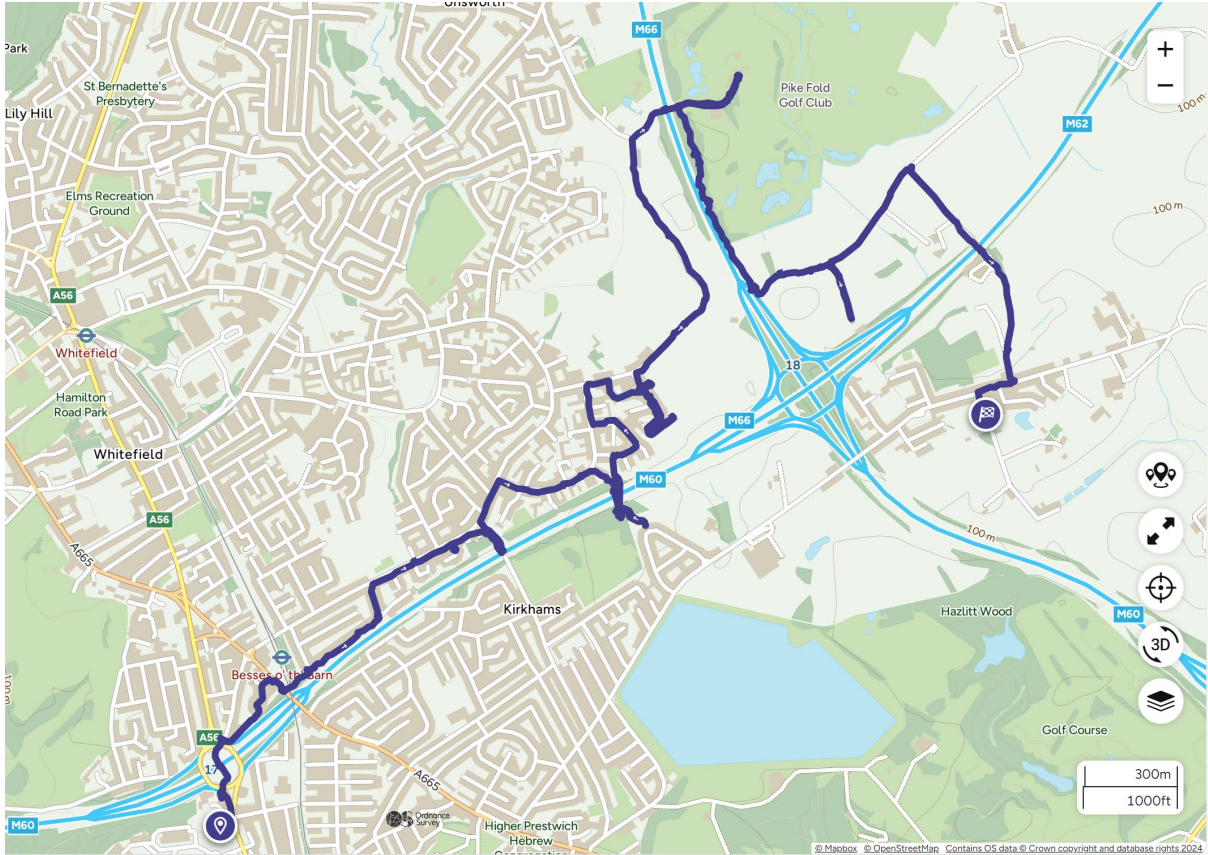 Unsworth
M66
Park
St Bernadette's
Presbytery
Pike Fold
Golf Club
+
−
100 m
Lily Hill
M62
Elms Recreation
Ground
100 m
A56
Whitefield
18
Hamilton
Road Park
M66
Whitefield
M60
A56
A665
100 m
Kirkhams
Hazlitt Wood
M60
3D
Besses o' th' Barn
100 m
A56
Golf Course
17
A665
300m
1000ft
M60
Ordnance
Survey
Higher Prestwich
Hebrew
Congregation
© Mapbox © OpenStreetMap Contains OS data © Crown copyright and database rights 2024